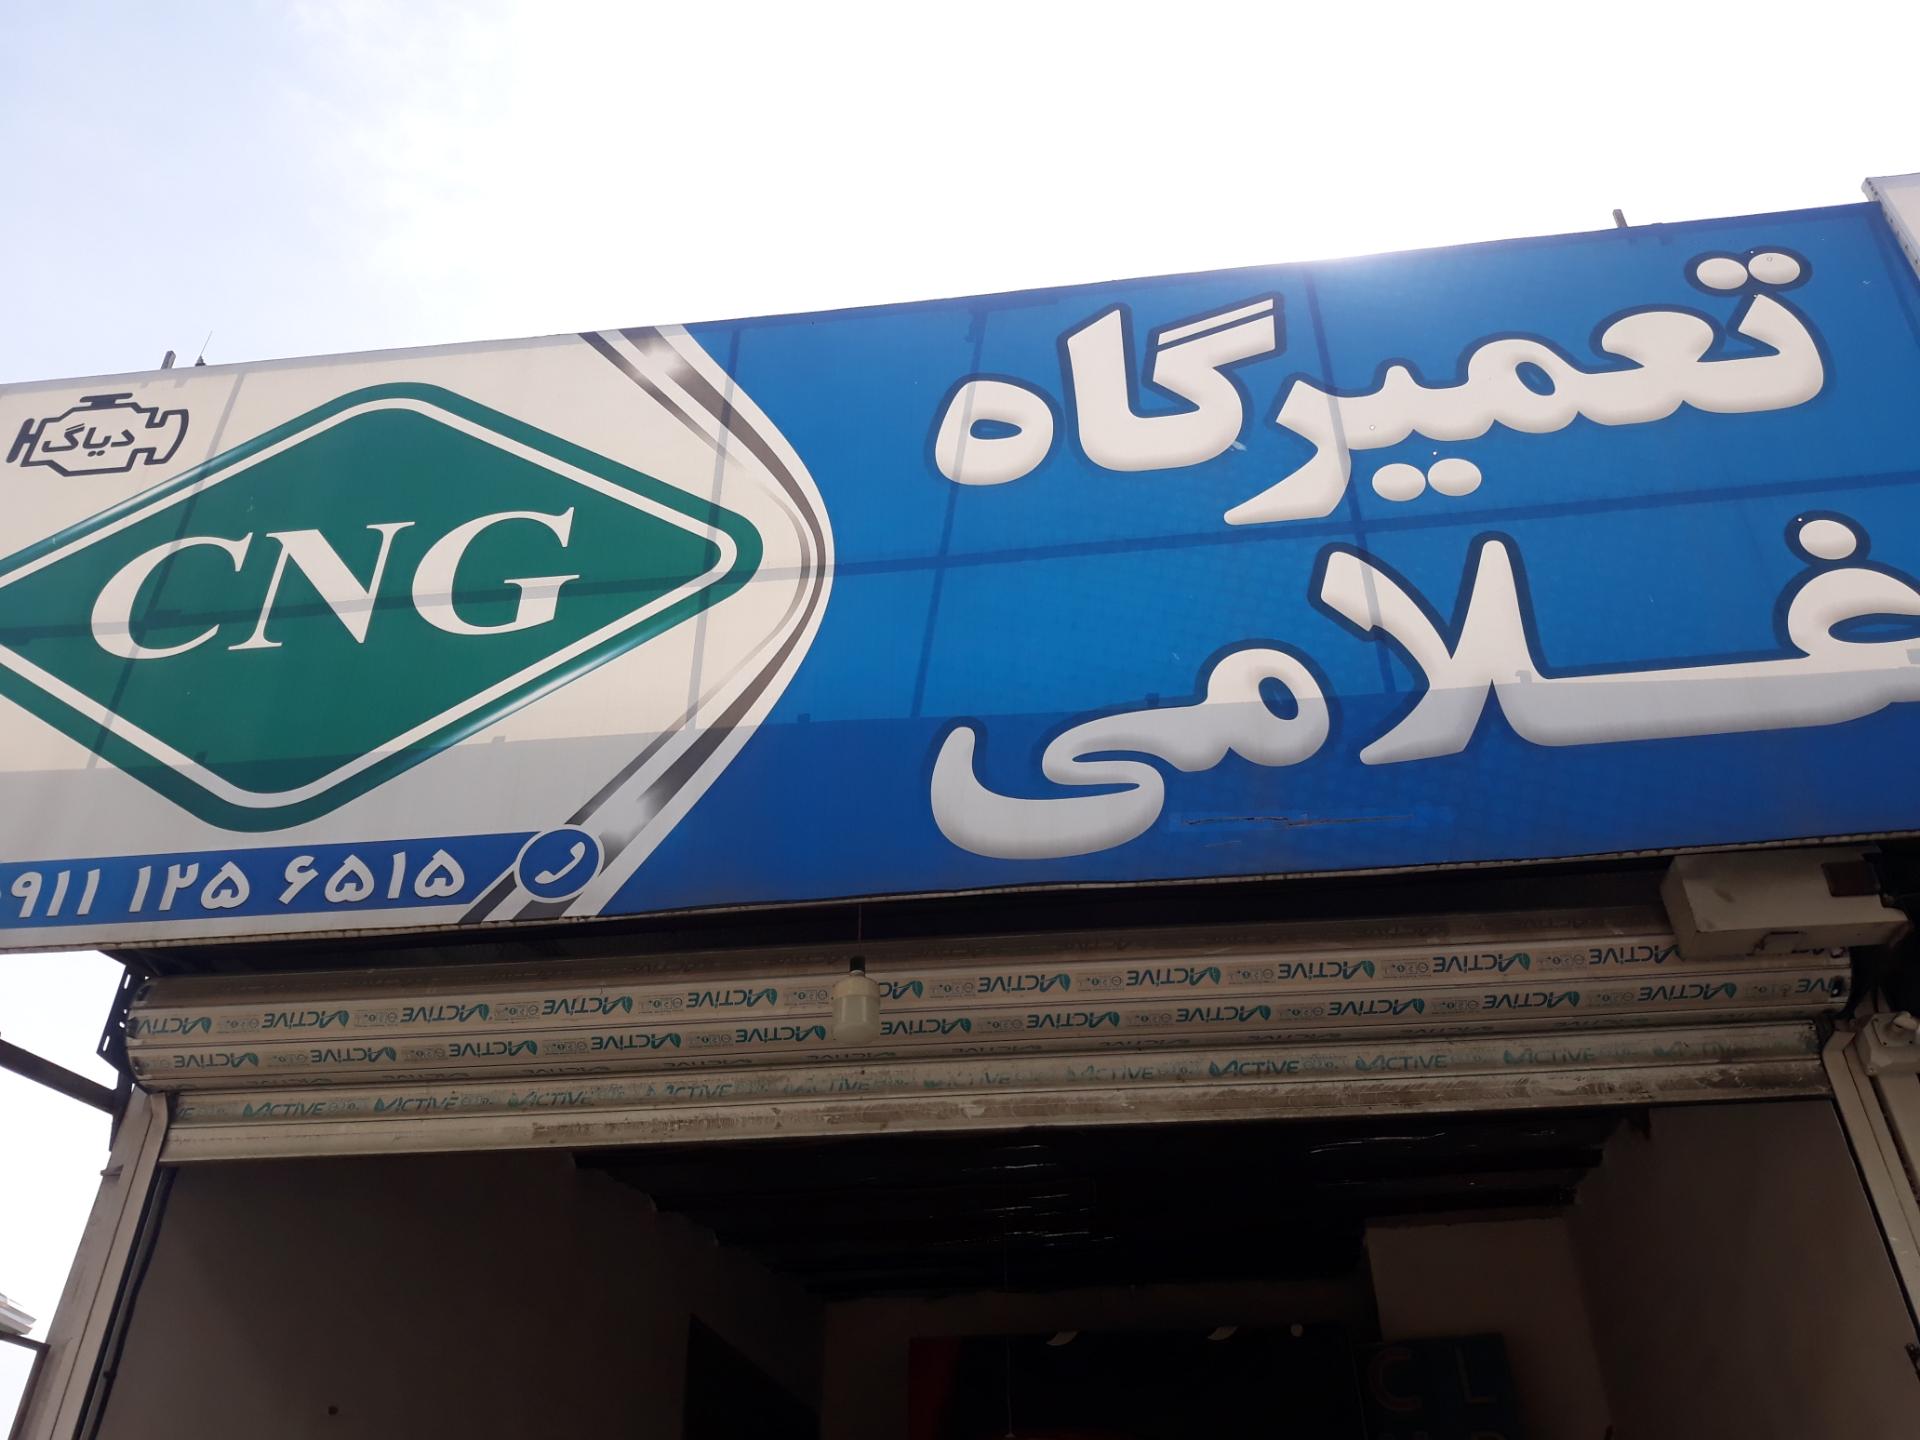 تعمیرگاه
غلامی
دیاگ
CNG
۰۹۱۱ ۱۲۵ ۶۵۱۵
ACTIVE